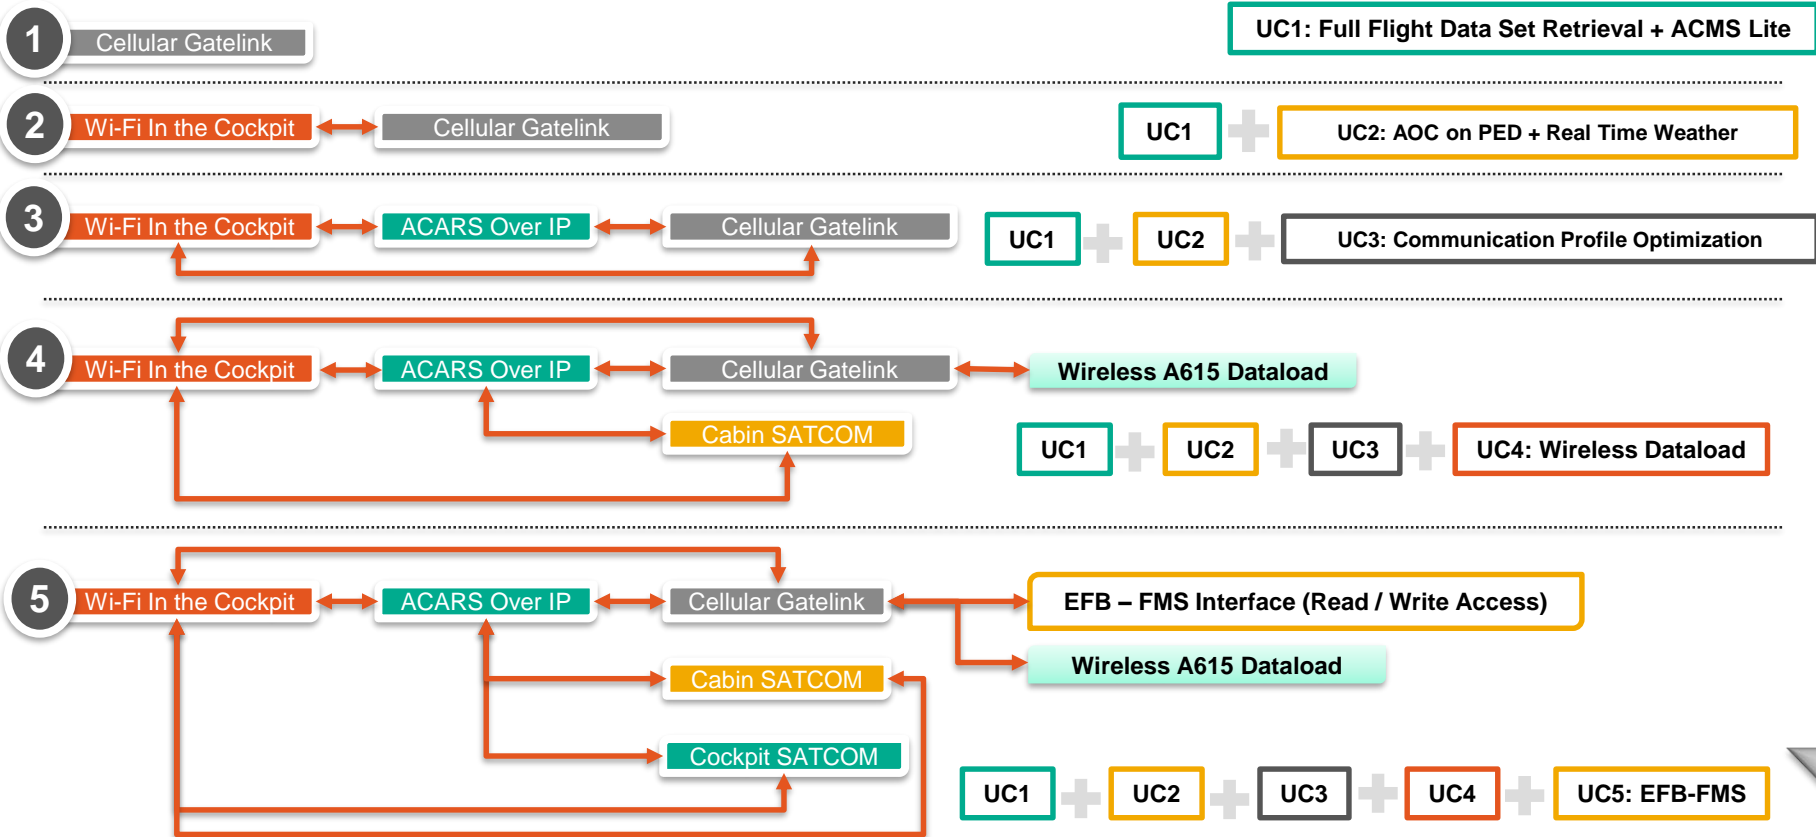 1
Cellular Gatelink
UC1: Full Flight Data Set Retrieval + ACMS Lite
2
Wi-Fi In the Cockpit
Cellular Gatelink
UC1
UC2: AOC on PED + Real Time Weather
3
Wi-Fi In the Cockpit
ACARS Over IP
Cellular Gatelink
UC1
UC2
UC3: Communication Profile Optimization
4
Wi-Fi In the Cockpit
ACARS Over IP
Cellular Gatelink
Wireless A615 Dataload
Cabin SATCOM
UC1
UC2
UC3
UC4: Wireless Dataload
5
Wi-Fi In the Cockpit
ACARS Over IP
Cellular Gatelink
EFB – FMS Interface (Read / Write Access)
Cabin SATCOM
Wireless A615 Dataload
Cockpit SATCOM
UC1
UC2
UC3
UC4
UC5: EFB-FMS